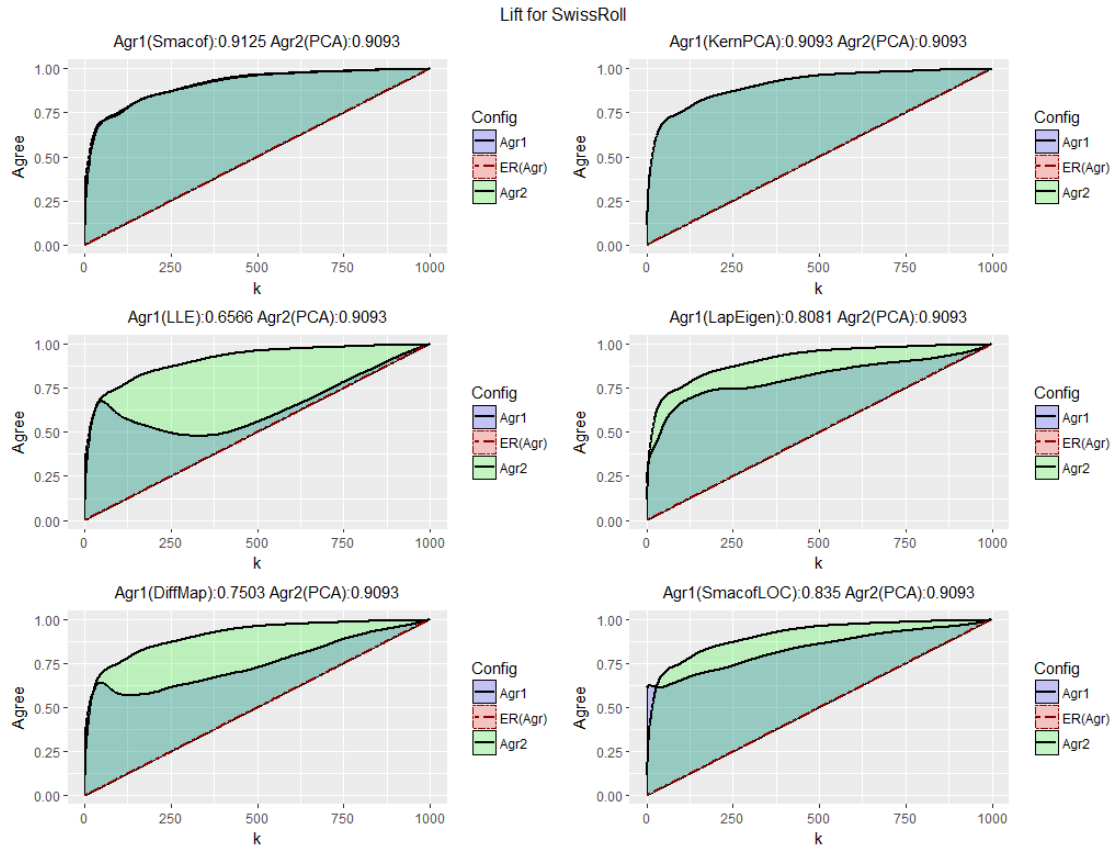 Lift for SwissRoll
Agr1(Smacof):0.9125 Agr2(PCA):0.9093
1.00
0.75
0.50
0.25
0.00
Agree
0 250 500 750 1000
k
Config
Agr1
ER(Agr)
Agr2
Agr1(KernPCA):0.9093 Agr2(PCA):0.9093
1.00
0.75
0.50
0.25
0.00
Agree
0 250 500 750 1000
k
Config
Agr1
ER(Agr)
Agr2
Agr1(LLE):0.6566 Agr2(PCA):0.9093
1.00
0.75
0.50
0.25
0.00
Agree
0 250 500 750 1000
k
Config
Agr1
ER(Agr)
Agr2
Agr1(LapEigen):0.8081 Agr2(PCA):0.9093
1.00
0.75
0.50
0.25
0.00
Agree
0 250 500 750 1000
k
Config
Agr1
ER(Agr)
Agr2
Agr1(DiffMap):0.7503 Agr2(PCA):0.9093
1.00
0.75
0.50
0.25
0.00
Agree
0 250 500 750 1000
k
Config
Agr1
ER(Agr)
Agr2
Agr1(SmacofLOC):0.835 Agr2(PCA):0.9093
1.00
0.75
0.50
0.25
0.00
Agree
0 250 500 750 1000
k
Config
Agr1
ER(Agr)
Agr2